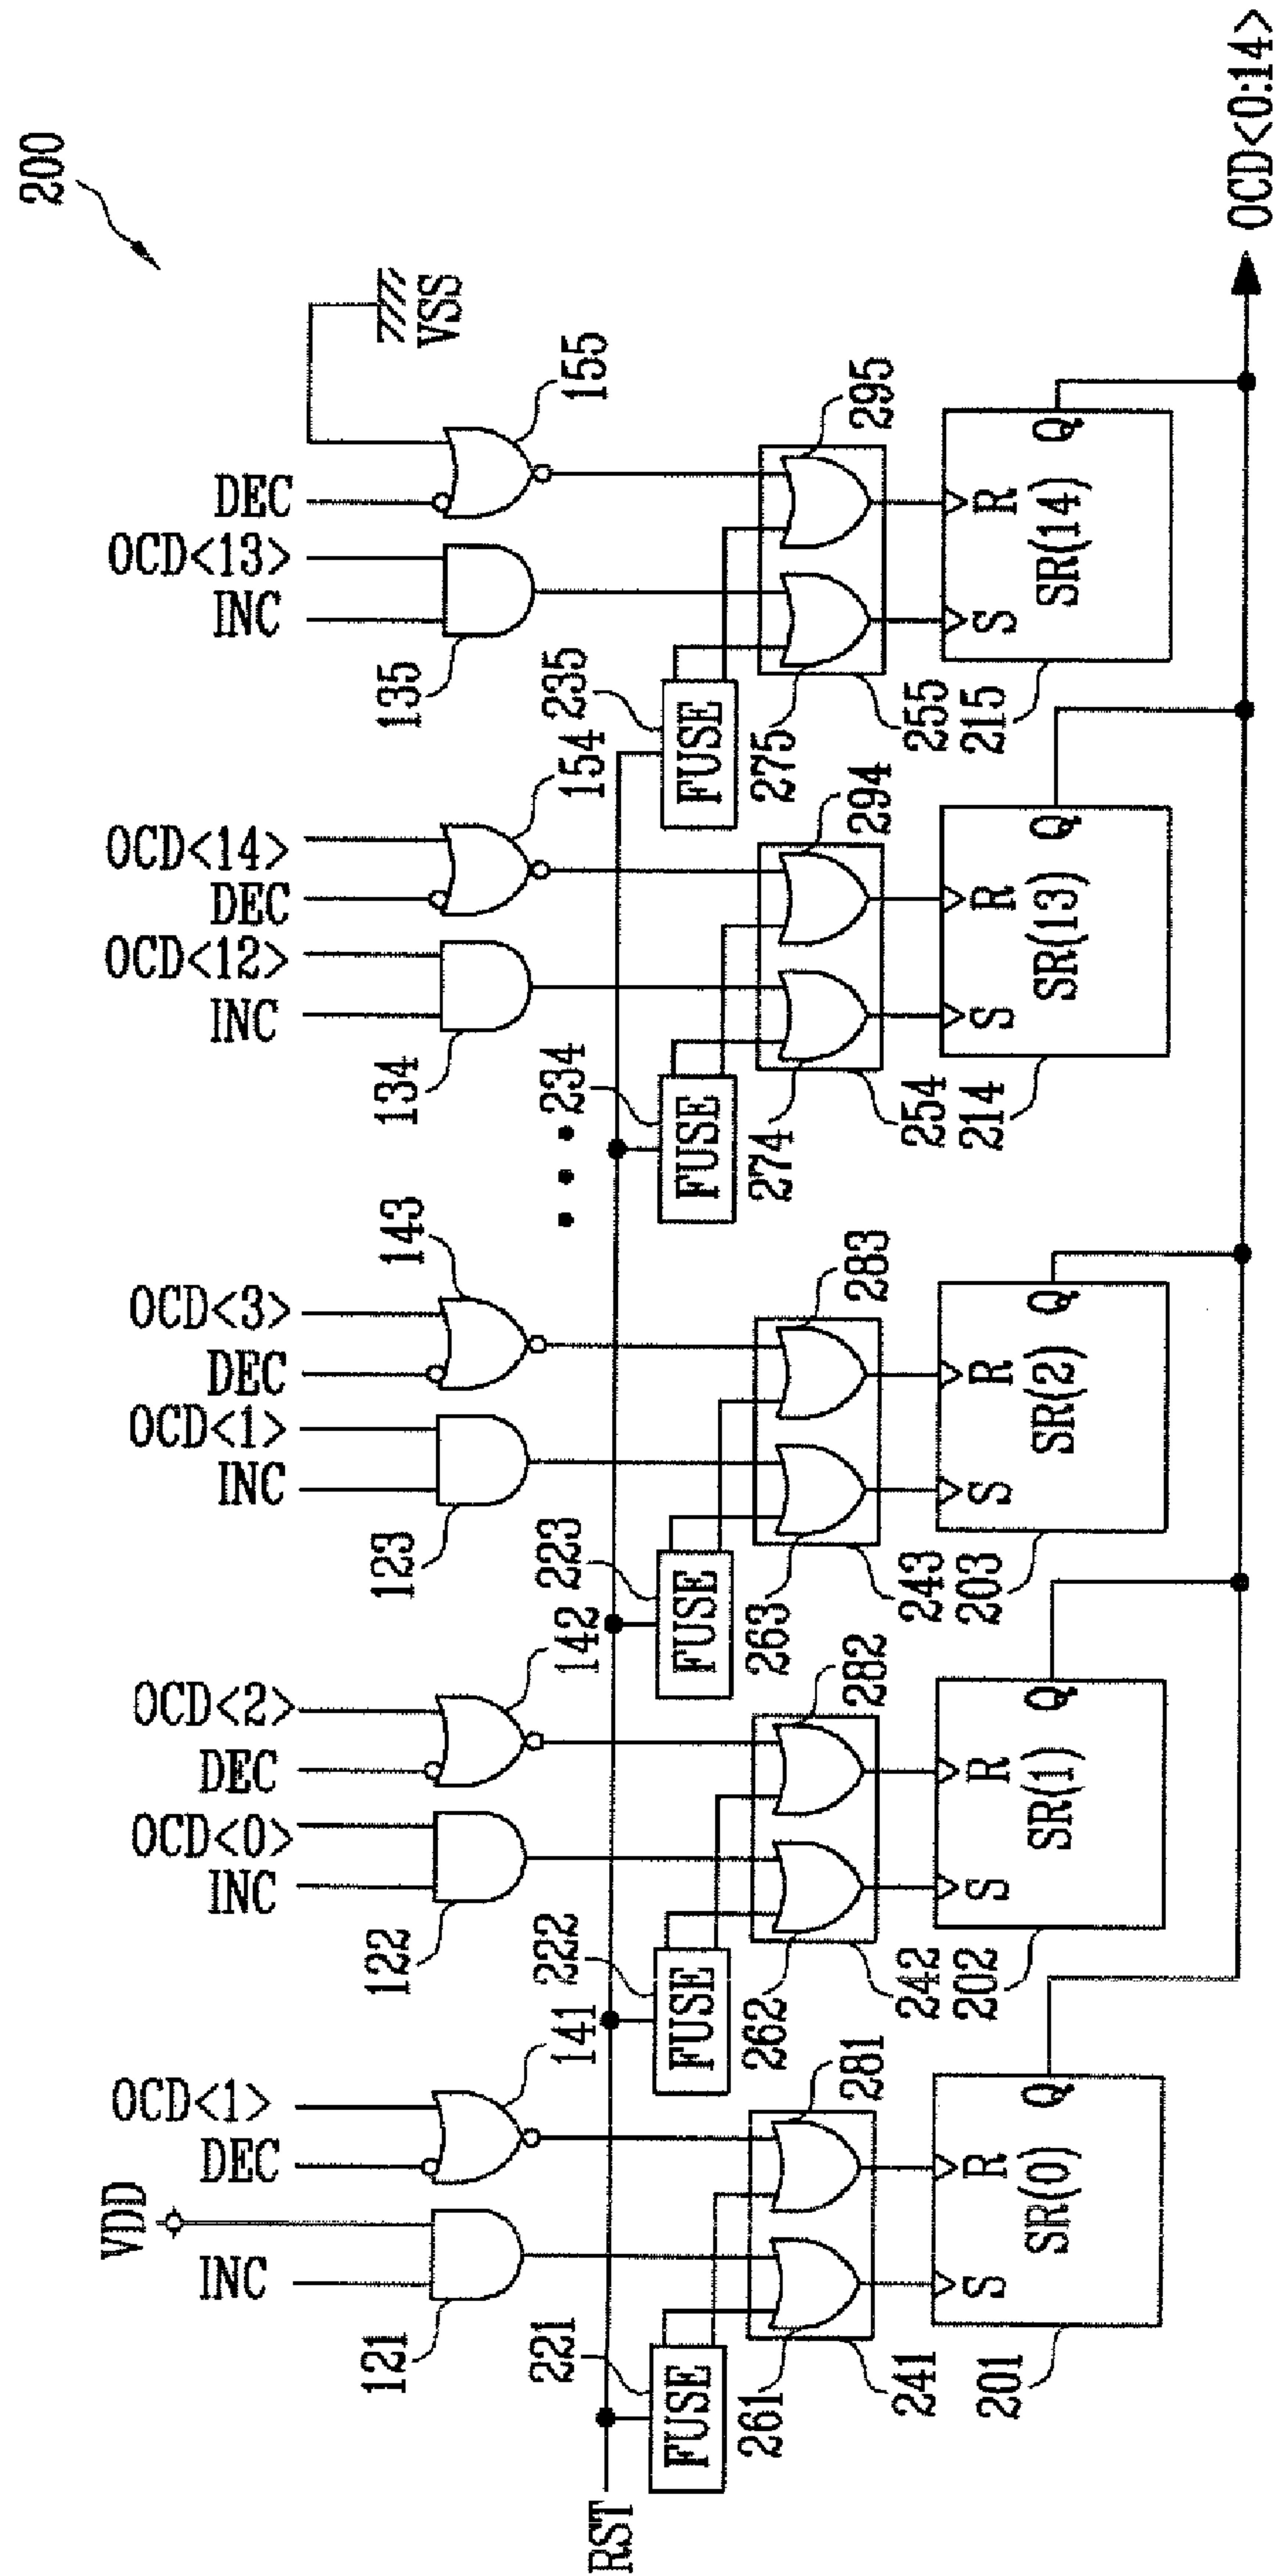 200
VDD
INC
DEC
OCD<1>
INC
OCD<0>
DEC
OCD<2>
INC
OCD<1>
DEC
OCD<3>
INC
OCD<12>
DEC
OCD<14>
INC
OCD<13>
DEC
VSS
121
141
122
142
123
143
134
154
135
155
RST
221
FUSE
222
FUSE
223
FUSE
234
FUSE
235
FUSE
261
281
262
282
263
283
274
294
275
295
241
242
243
254
255
201
202
203
214
215
S
R
SR(0)
Q
S
R
SR(1)
Q
S
R
SR(2)
Q
S
R
SR(13)
Q
S
R
SR(14)
Q
OCD<0:14>